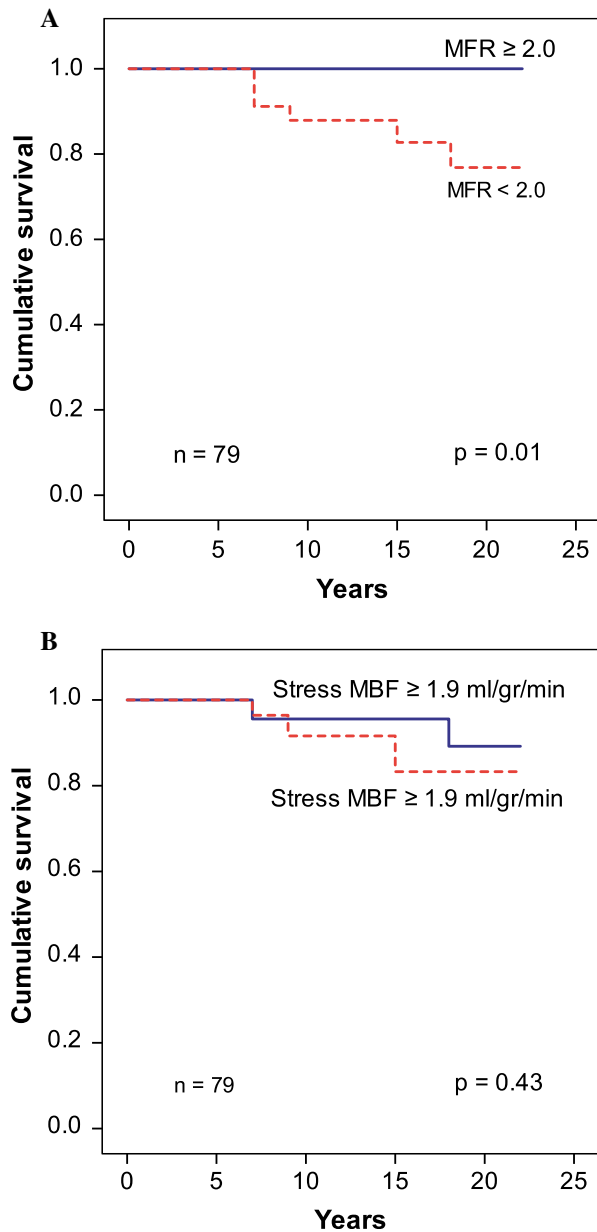 A
MFR ≥ 2.0
1.0
0.8
MFR < 2.0
0.6
0.4
0.2
n = 79
p = 0.01
0.0
Cumulative survival
0 5 10 15 20 25
Years
B
Stress MBF ≥ 1.9 ml/gr/min
1.0
0.8
Stress MBF ≥ 1.9 ml/gr/min
0.6
0.4
0.2
n = 79
p = 0.43
0.0
Cumulative survival
0 5 10 15 20 25
Years